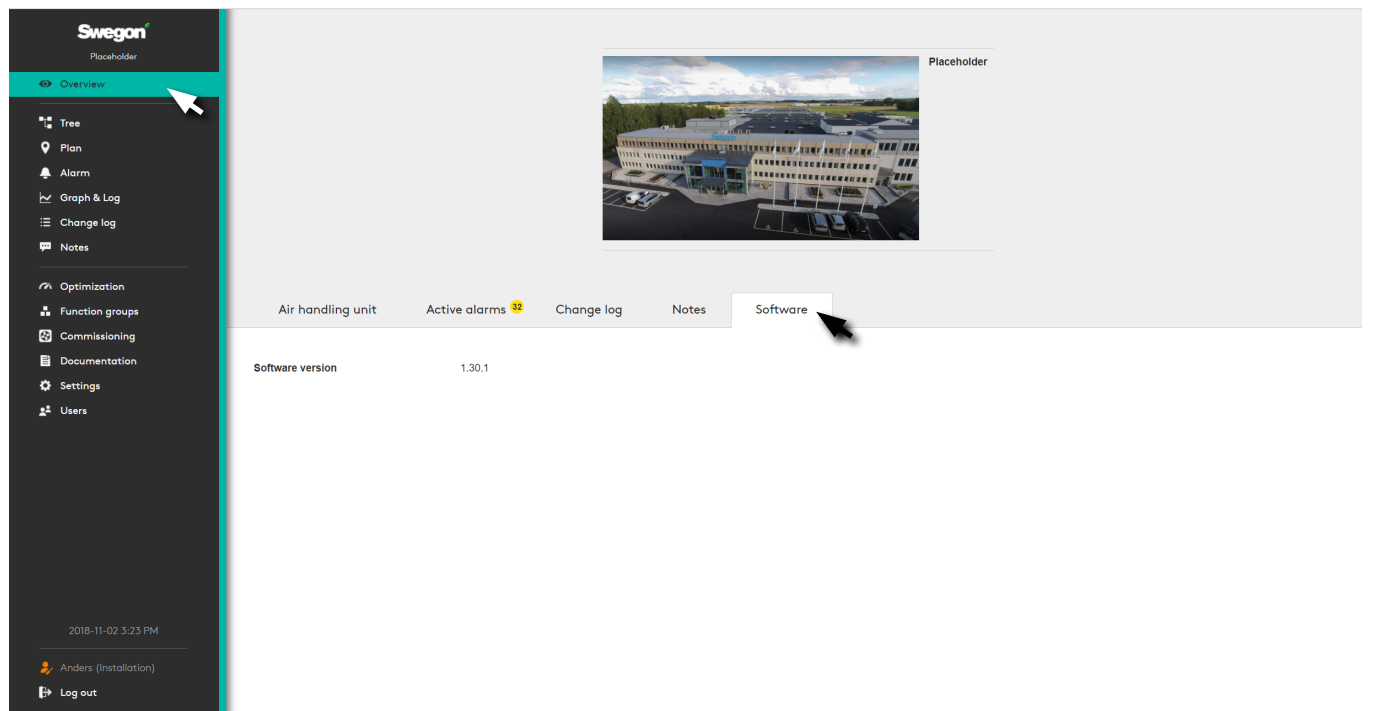 Swegon
Placeholder
Overview
Tree
Plan
Alarm
Graph & Log
Change log
Notes
Optimization
Function groups
Commissioning
Documentation
Settings
Users
2018-11-02 3:23 PM
Anders (Installation)
Log out
Placeholder
Swegon
Air handling unit
Active alarms 32
Change log
Notes
Software
Software version 1.30.1